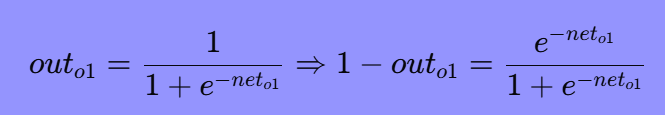 $out_{o1} = \frac{1}{1 + e^{-net_{o1}}} \Rightarrow 1 - out_{o1} = \frac{e^{-net_{o1}}}{1 + e^{-net_{o1}}}$